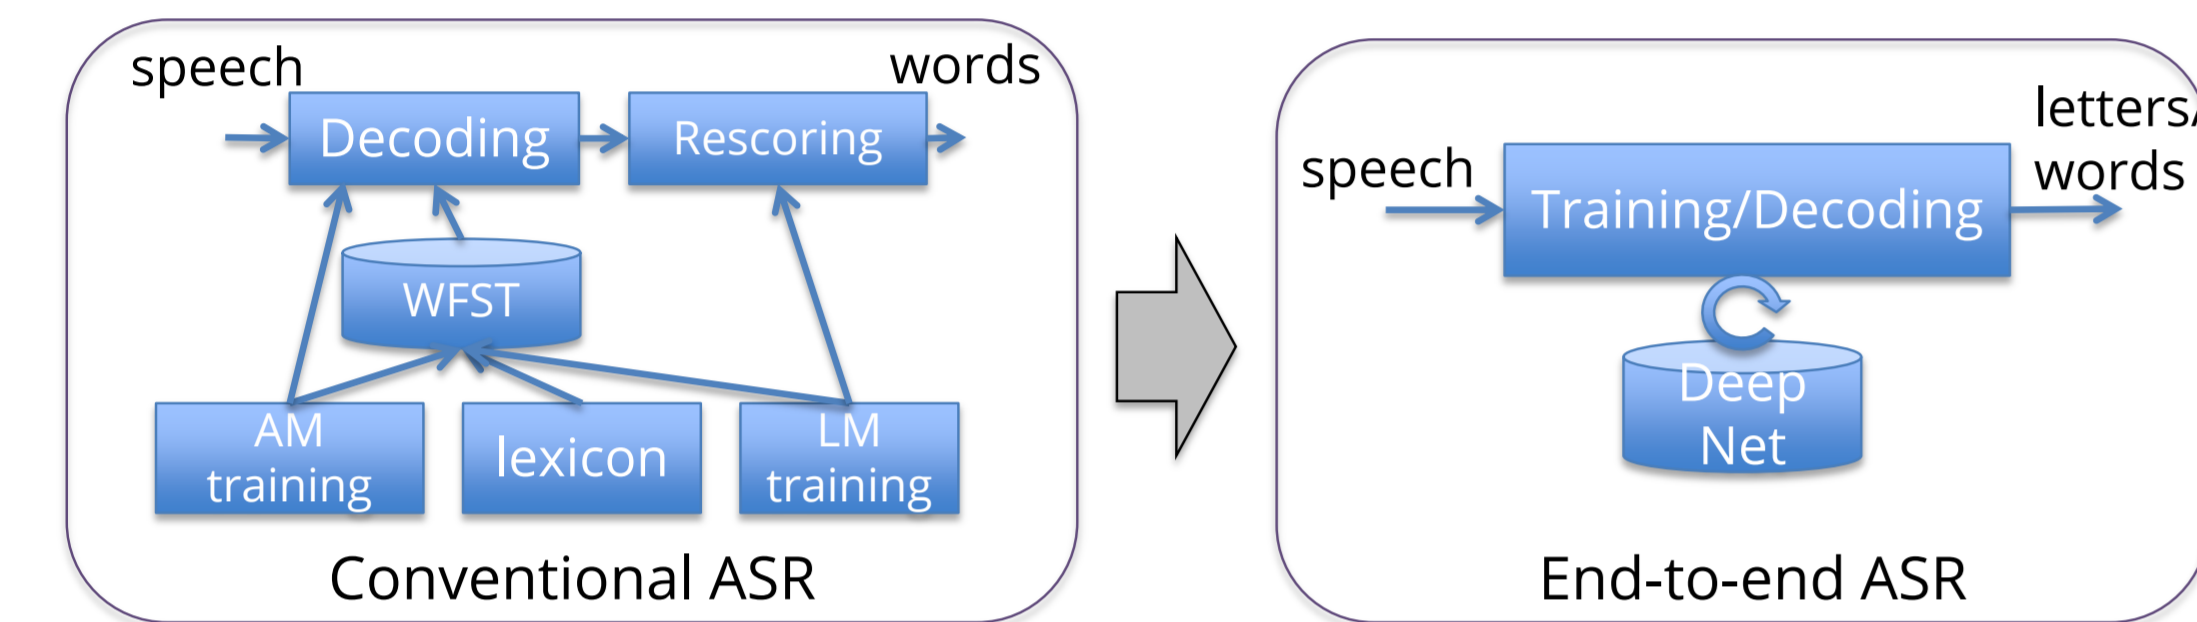 speech
words
Decoding
Rescoring
WFST
AM
training
lexicon
LM
training
Conventional ASR
speech
letters/
words
Training/Decoding
Deep
Net
End-to-end ASR